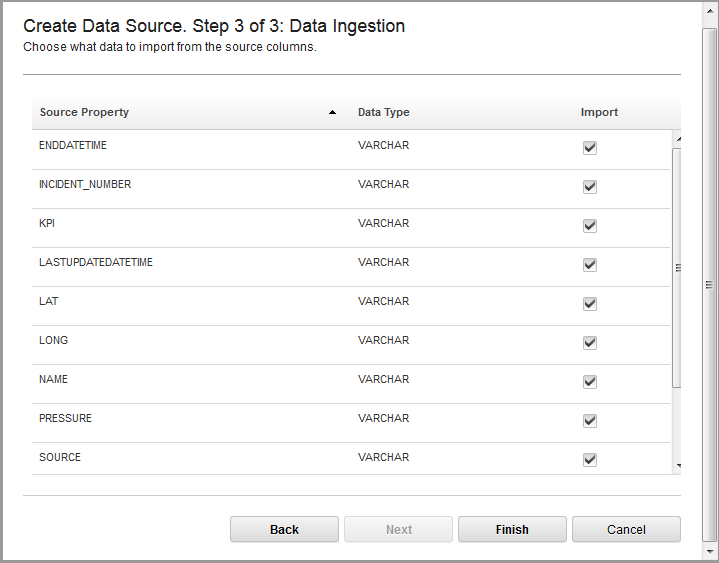 Create Data Source. Step 3 of 3: Data Ingestion
Choose what data to import from the source columns.
Source Property Data Type Import
ENDDATETIME VARCHAR
INCIDENT_NUMBER VARCHAR
KPI VARCHAR
LASTUPDATEDATETIME VARCHAR
LAT VARCHAR
LONG VARCHAR
NAME VARCHAR
PRESSURE VARCHAR
SOURCE VARCHAR
Back Next Finish Cancel